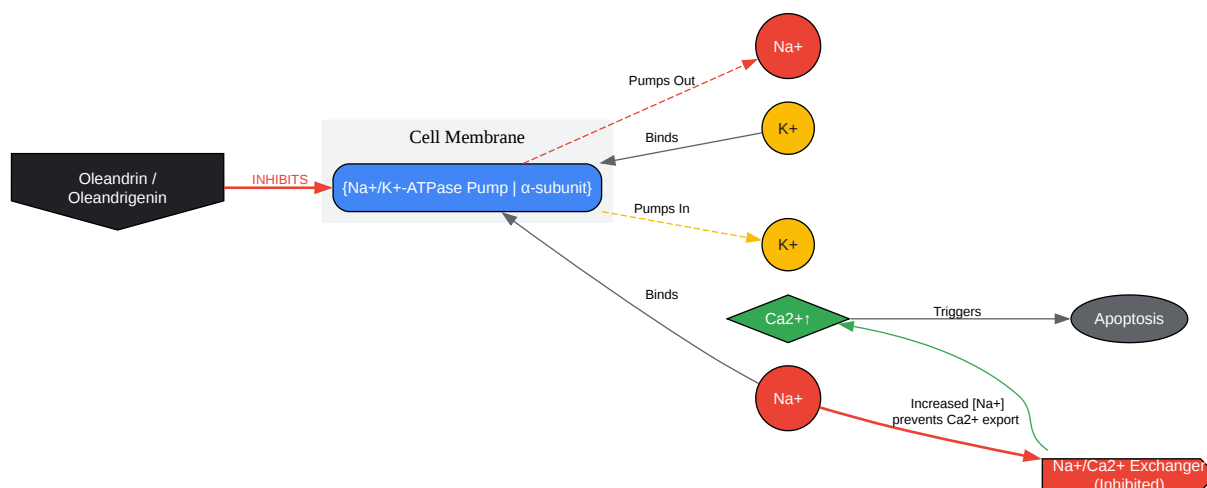 Na+
Pumps Out
K+
Binds
Cell Membrane
Oleandrin /
Oleandrigenin
INHIBITS
{Na+/K+-ATPase Pump | α-subunit}
Pumps In
K+
Binds
Ca2+↑
Triggers
Apoptosis
Na+
Increased [Na+]
prevents Ca2+ export
Na+/Ca2+ Exchanger
(Inhibited)